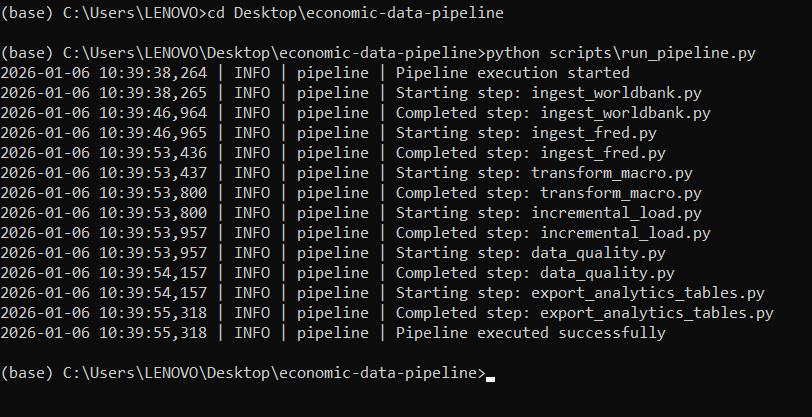 (base) C:\Users\LENOVO>cd Desktop\economic-data-pipeline
(base) C:\Users\LENOVO\Desktop\economic-data-pipeline>python scripts\run_pipeline.py
2026-01-06 10:39:38,264 | INFO | pipeline | Pipeline execution started
2026-01-06 10:39:38,265 | INFO | pipeline | Starting step: ingest_worldbank.py
2026-01-06 10:39:46,964 | INFO | pipeline | Completed step: ingest_worldbank.py
2026-01-06 10:39:46,965 | INFO | pipeline | Starting step: ingest_fred.py
2026-01-06 10:39:53,436 | INFO | pipeline | Completed step: ingest_fred.py
2026-01-06 10:39:53,437 | INFO | pipeline | Starting step: transform_macro.py
2026-01-06 10:39:53,800 | INFO | pipeline | Completed step: transform_macro.py
2026-01-06 10:39:53,800 | INFO | pipeline | Starting step: incremental_load.py
2026-01-06 10:39:53,957 | INFO | pipeline | Completed step: incremental_load.py
2026-01-06 10:39:53,957 | INFO | pipeline | Starting step: data_quality.py
2026-01-06 10:39:54,157 | INFO | pipeline | Completed step: data_quality.py
2026-01-06 10:39:54,157 | INFO | pipeline | Starting step: export_analytics_tables.py
2026-01-06 10:39:55,318 | INFO | pipeline | Completed step: export_analytics_tables.py
2026-01-06 10:39:55,318 | INFO | pipeline | Pipeline executed successfully
(base) C:\Users\LENOVO\Desktop\economic-data-pipeline>